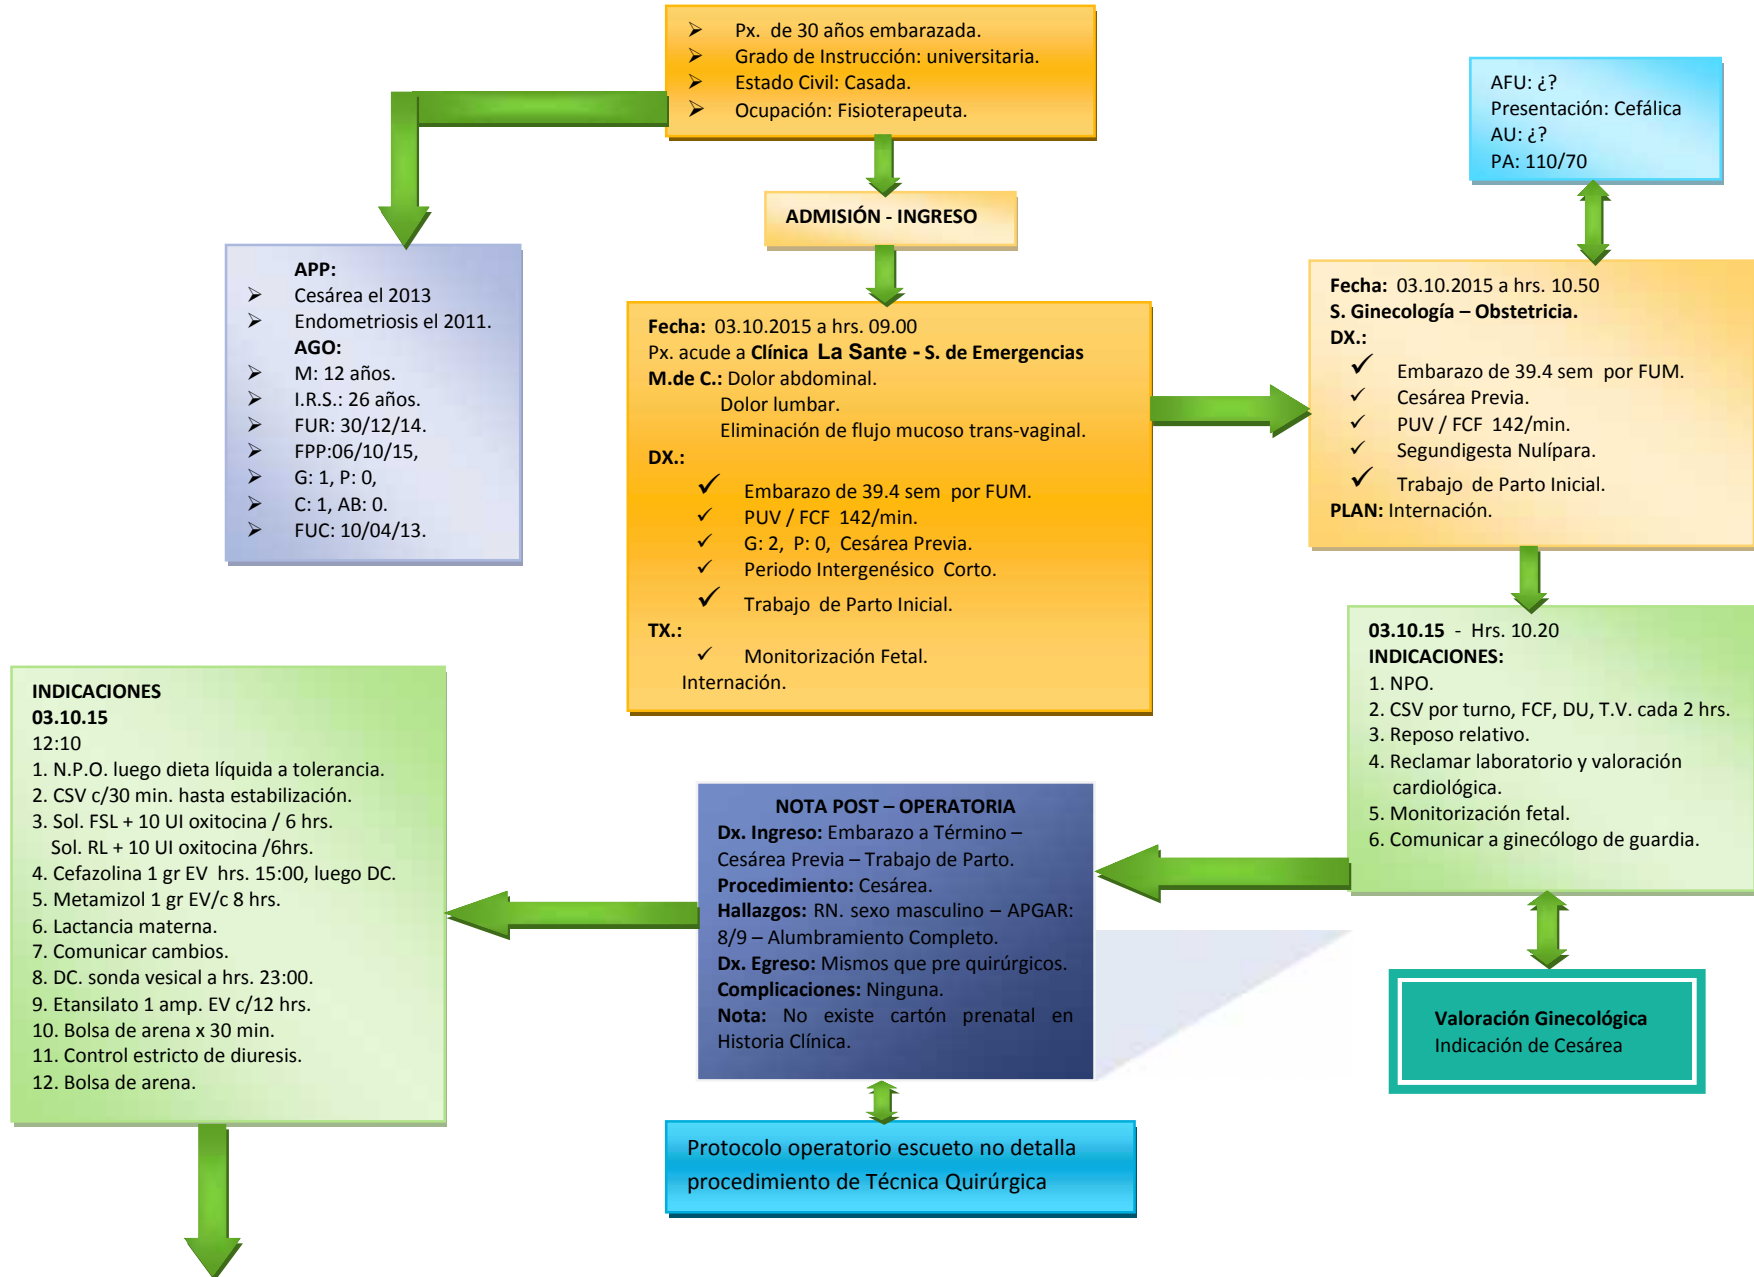 ➢ Px. de 30 años embarazada.
➢ Grado de Instrucción: universitaria.
➢ Estado Civil: Casada.
➢ Ocupación: Fisioterapeuta.
AFU: ¿?
Presentación: Cefálica
AU: ¿?
PA: 110/70
ADMISIÓN - INGRESO
APP:
➢ Cesárea el 2013
➢ Endometriosis el 2011.
AGO:
➢ M: 12 años.
➢ I.R.S.: 26 años.
➢ FUR: 30/12/14.
➢ FPP:06/10/15,
➢ G: 1, P: 0,
➢ C: 1, AB: 0.
➢ FUC: 10/04/13.
Fecha: 03.10.2015 a hrs. 09.00
Px. acude a Clínica La Sante - S. de Emergencias
M.de C.: Dolor abdominal.
Dolor lumbar.
Eliminación de flujo mucoso trans-vaginal.
DX.:
✓ Embarazo de 39.4 sem por FUM.
✓ PUV / FCF 142/min.
✓ G: 2, P: 0, Cesárea Previa.
✓ Periodo Intergenésico Corto.
✓ Trabajo de Parto Inicial.
TX.:
✓ Monitorización Fetal.
Internación.
Fecha: 03.10.2015 a hrs. 10.50
S. Ginecología – Obstetricia.
DX.:
✓ Embarazo de 39.4 sem por FUM.
✓ Cesárea Previa.
✓ PUV / FCF 142/min.
✓ Segundigesta Nulípara.
✓ Trabajo de Parto Inicial.
PLAN: Internación.
03.10.15 - Hrs. 10.20
INDICACIONES:
1. NPO.
2. CSV por turno, FCF, DU, T.V. cada 2 hrs.
3. Reposo relativo.
4. Reclamar laboratorio y valoración
cardiológica.
5. Monitorización fetal.
6. Comunicar a ginecólogo de guardia.
Valoración Ginecológica
Indicación de Cesárea
NOTA POST – OPERATORIA
Dx. Ingreso: Embarazo a Término –
Cesárea Previa – Trabajo de Parto.
Procedimiento: Cesárea.
Hallazgos: RN. sexo masculino – APGAR:
8/9 – Alumbramiento Completo.
Dx. Egreso: Mismos que pre quirúrgicos.
Complicaciones: Ninguna.
Nota: No existe cartón prenatal en
Historia Clínica.
Protocolo operatorio escueto no detalla
procedimiento de Técnica Quirúrgica
INDICACIONES
03.10.15
12:10
1. N.P.O. luego dieta líquida a tolerancia.
2. CSV c/30 min. hasta estabilización.
3. Sol. FSL + 10 UI oxitocina / 6 hrs.
Sol. RL + 10 UI oxitocina /6hrs.
4. Cefazolina 1 gr EV hrs. 15:00, luego DC.
5. Metamizol 1 gr EV/c 8 hrs.
6. Lactancia materna.
7. Comunicar cambios.
8. DC. sonda vesical a hrs. 23:00.
9. Etansilato 1 amp. EV c/12 hrs.
10. Bolsa de arena x 30 min.
11. Control estricto de diuresis.
12. Bolsa de arena.